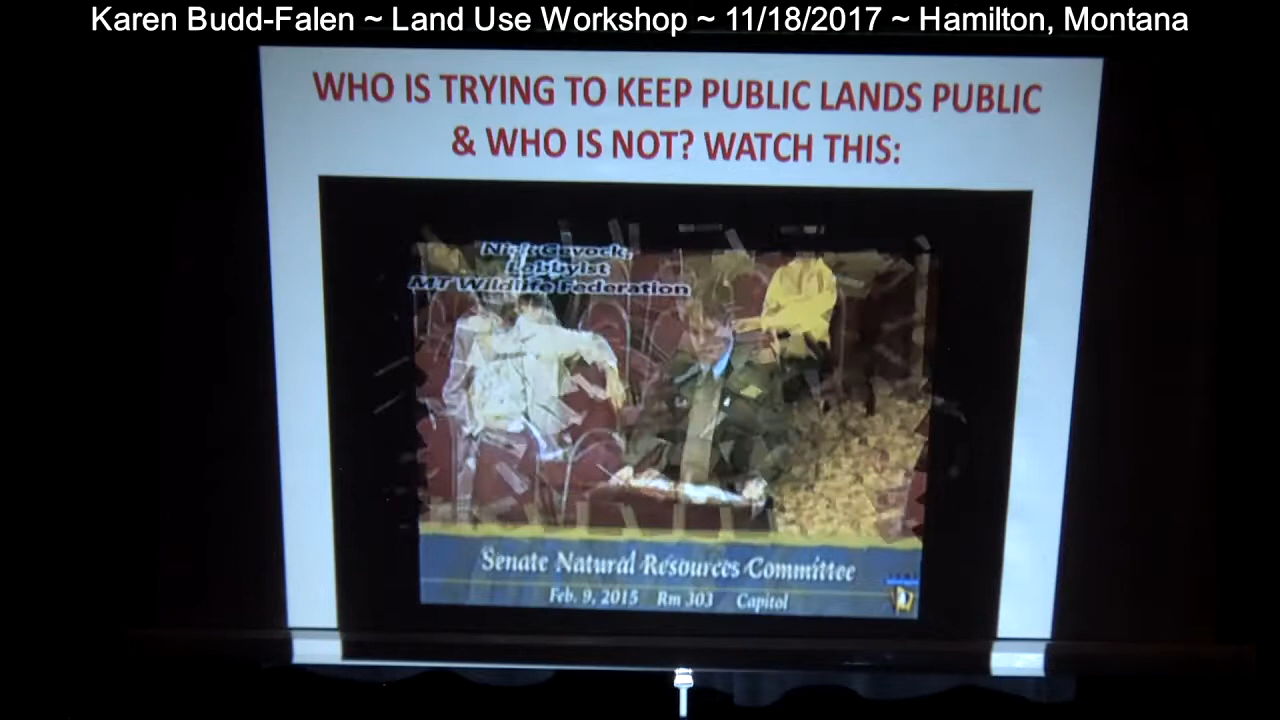 Karen Budd-Falen ~ Land Use Workshop ~ 11/18/2017 ~ Hamilton, Montana
WHO IS TRYING TO KEEP PUBLIC LANDS PUBLIC
& WHO IS NOT? WATCH THIS:
Nick Gevock,
Lobbyist
MT Wildlife Federation
Senate Natural Resources Committee
Feb. 9, 2015 Rm 303 Capitol